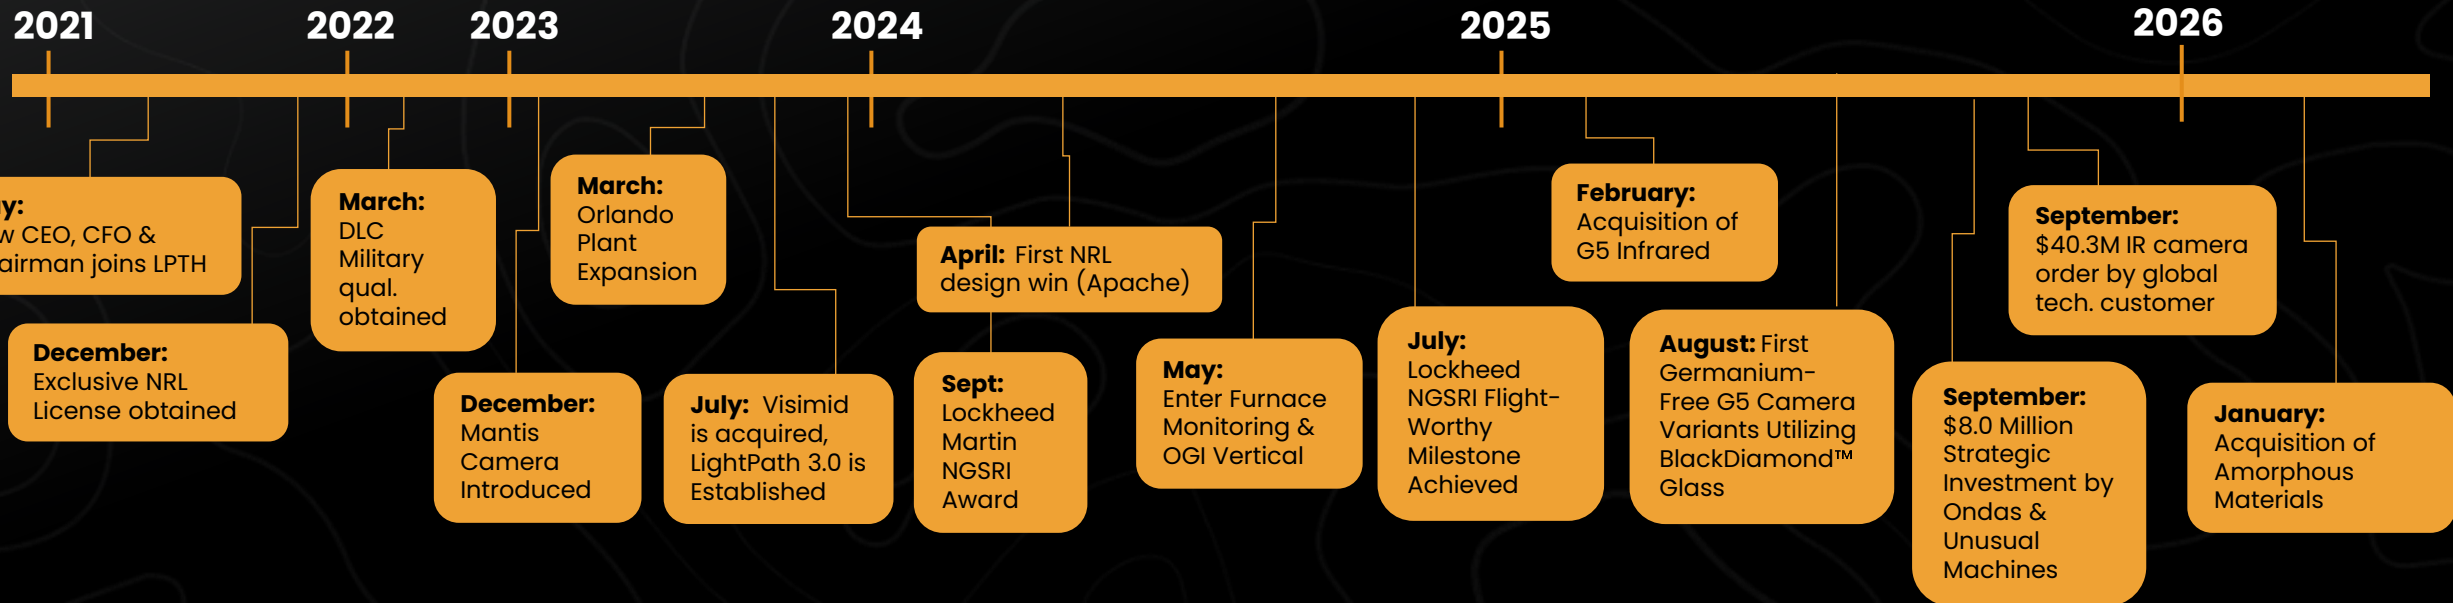 2021
2022
2023
2024
2025
2026
CEO, CFO &
joins LPTH
December:
Exclusive NRL
License obtained
March:
DLC
Military
qual.
obtained
December:
Mantis
Camera
Introduced
March:
Orlando
Plant
Expansion
July: Visimid
is acquired,
LightPath 3.0 is
Established
April: First NRL
design win (Apache)
Sept:
Lockheed
Martin
NGSRI
Award
May:
Enter Furnace
Monitoring &
OGI Vertical
July:
Lockheed
NGSRI Flight-
Worthy
Milestone
Achieved
February:
Acquisition of
G5 Infrared
August: First
Germanium-
Free G5 Camera
Variants Utilizing
BlackDiamond™
Glass
September:
$8.0 Million
Strategic
Investment by
Ondas &
Unusual
Machines
September:
$40.3M IR camera
order by global
tech. customer
January:
Acquisition of
Amorphous
Materials